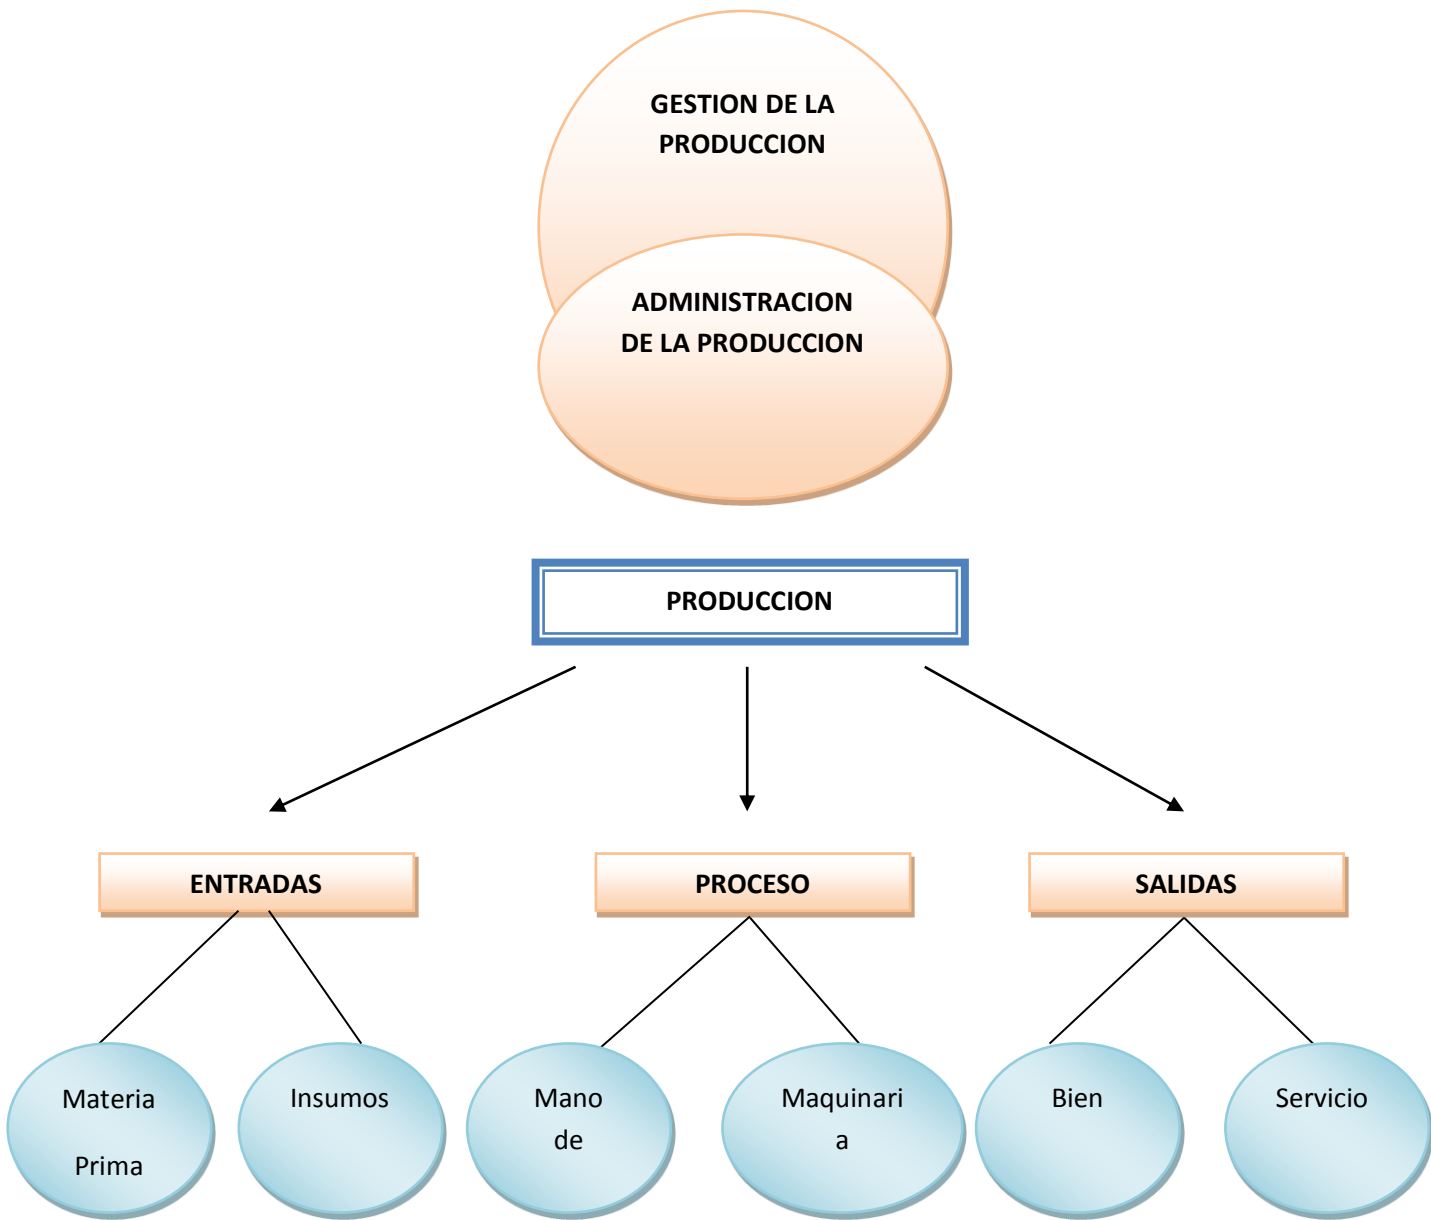 GESTION DE LA
PRODUCCION
ADMINISTRACION
DE LA PRODUCCION
PRODUCCION
ENTRADAS
PROCESO
SALIDAS
Materia
Prima
Insumos
Mano
de
Maquinari
a
Bien
Servicio